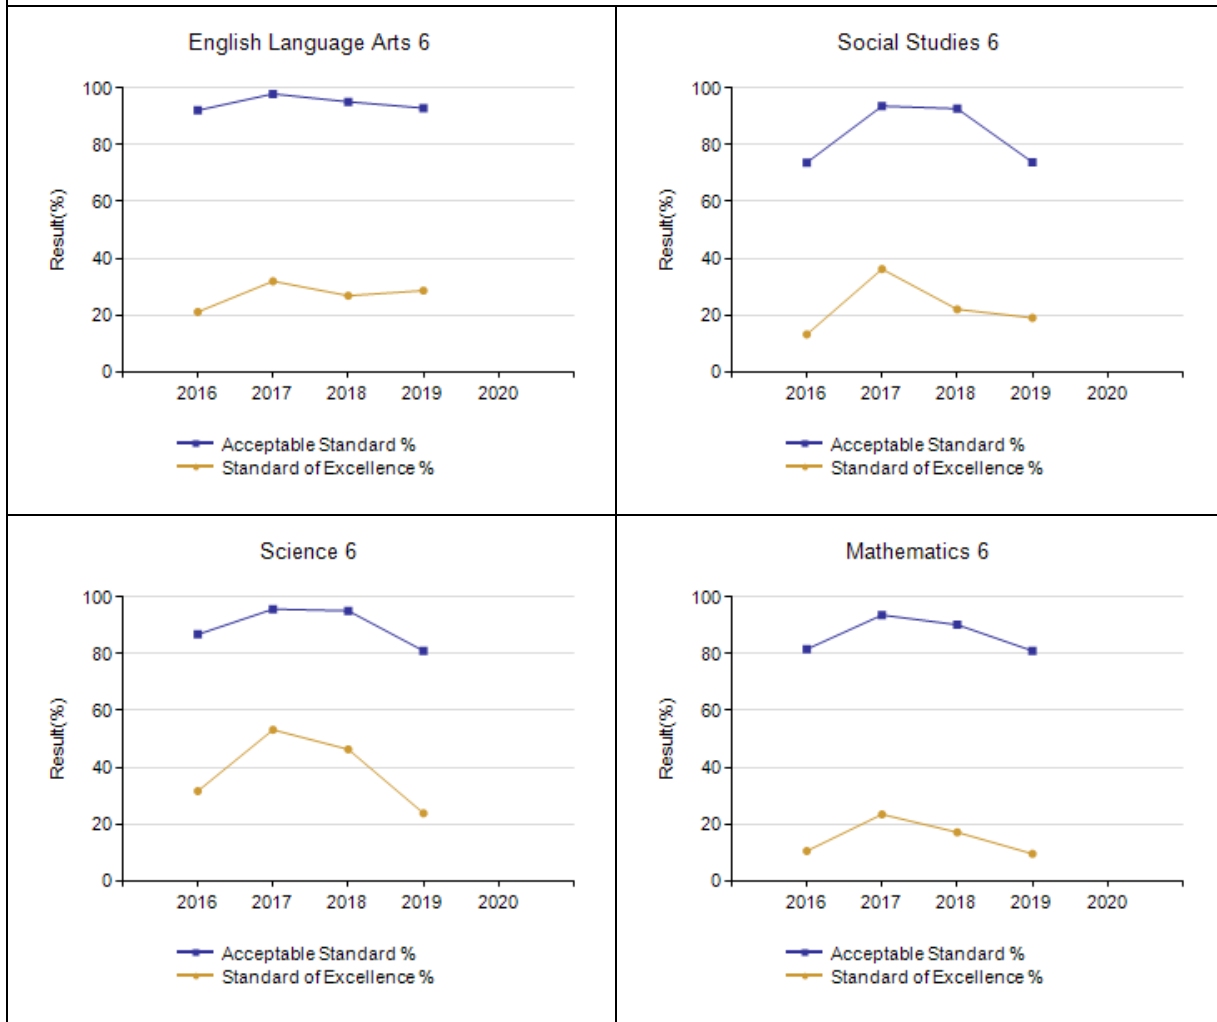 English Language Arts 6
100
80
60
40
20
0
Result(%)
2016 2017 2018 2019 2020
Acceptable Standard %
Standard of Excellence %
Social Studies 6
100
80
60
40
20
0
Result(%)
2016 2017 2018 2019 2020
Acceptable Standard %
Standard of Excellence %
Science 6
100
80
60
40
20
0
Result(%)
2016 2017 2018 2019 2020
Acceptable Standard %
Standard of Excellence %
Mathematics 6
100
80
60
40
20
0
Result(%)
2016 2017 2018 2019 2020
Acceptable Standard %
Standard of Excellence %